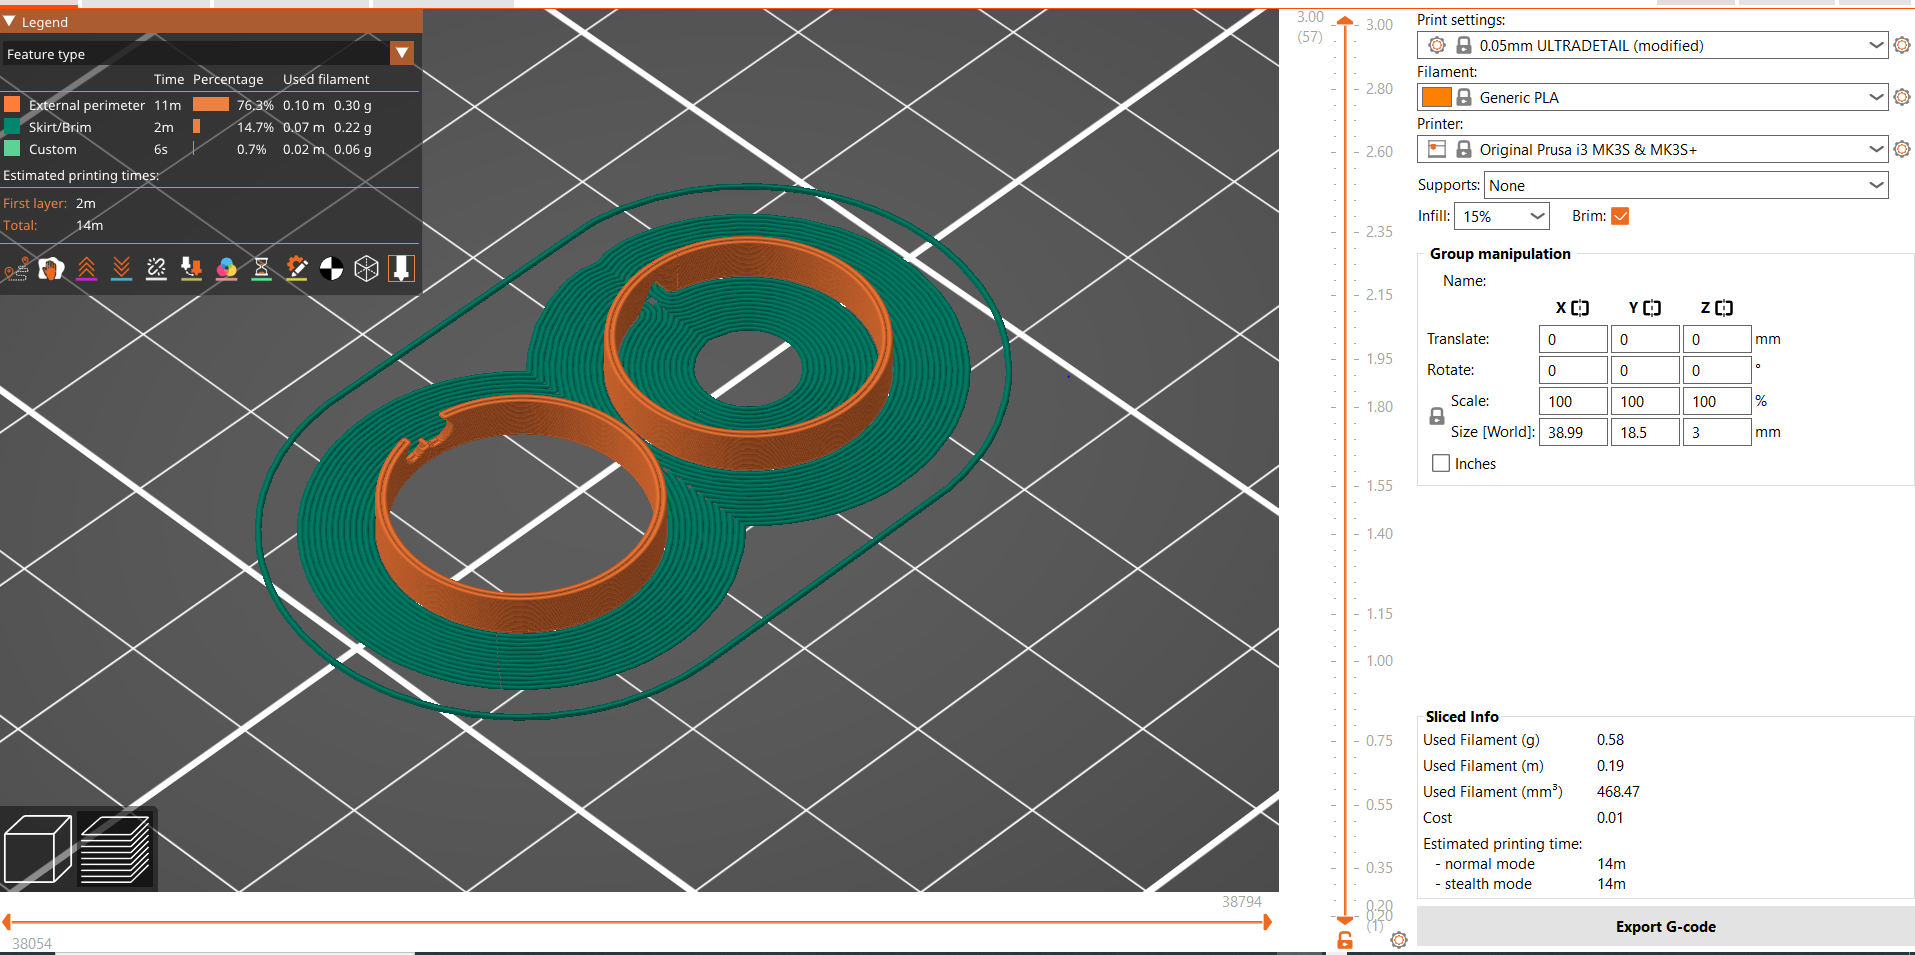 Legend
Feature type
Time Percentage Used filament
External perimeter 11m 76.3% 0.10 m 0.30 g
Skirt/Brim 2m 14.7% 0.07 m 0.22 g
Custom 6s 0.7% 0.02 m 0.06 g
Estimated printing times:
First layer: 2m
Total: 14m
38794
38054
3.00
(57)
3.00
2.80
2.60
2.35
2.15
1.95
1.80
1.55
1.40
1.15
1.00
0.75
0.55
0.35
0.20
0.20
(1)
Print settings:
0.05mm ULTRADETAIL (modified)
Filament:
Generic PLA
Printer:
Original Prusa i3 MK3S & MK3S+
Supports: None
Infill: 15% Brim:
Group manipulation
Name:
X Y Z
Translate: 0 0 0 mm
Rotate: 0 0 0 °
Scale: 100 100 100 %
Size [World]: 38.99 18.5 3 mm
Inches
Sliced Info
Used Filament (g) 0.58
Used Filament (m) 0.19
Used Filament (mm³) 468.47
Cost 0.01
Estimated printing time:
- normal mode 14m
- stealth mode 14m
Export G-code